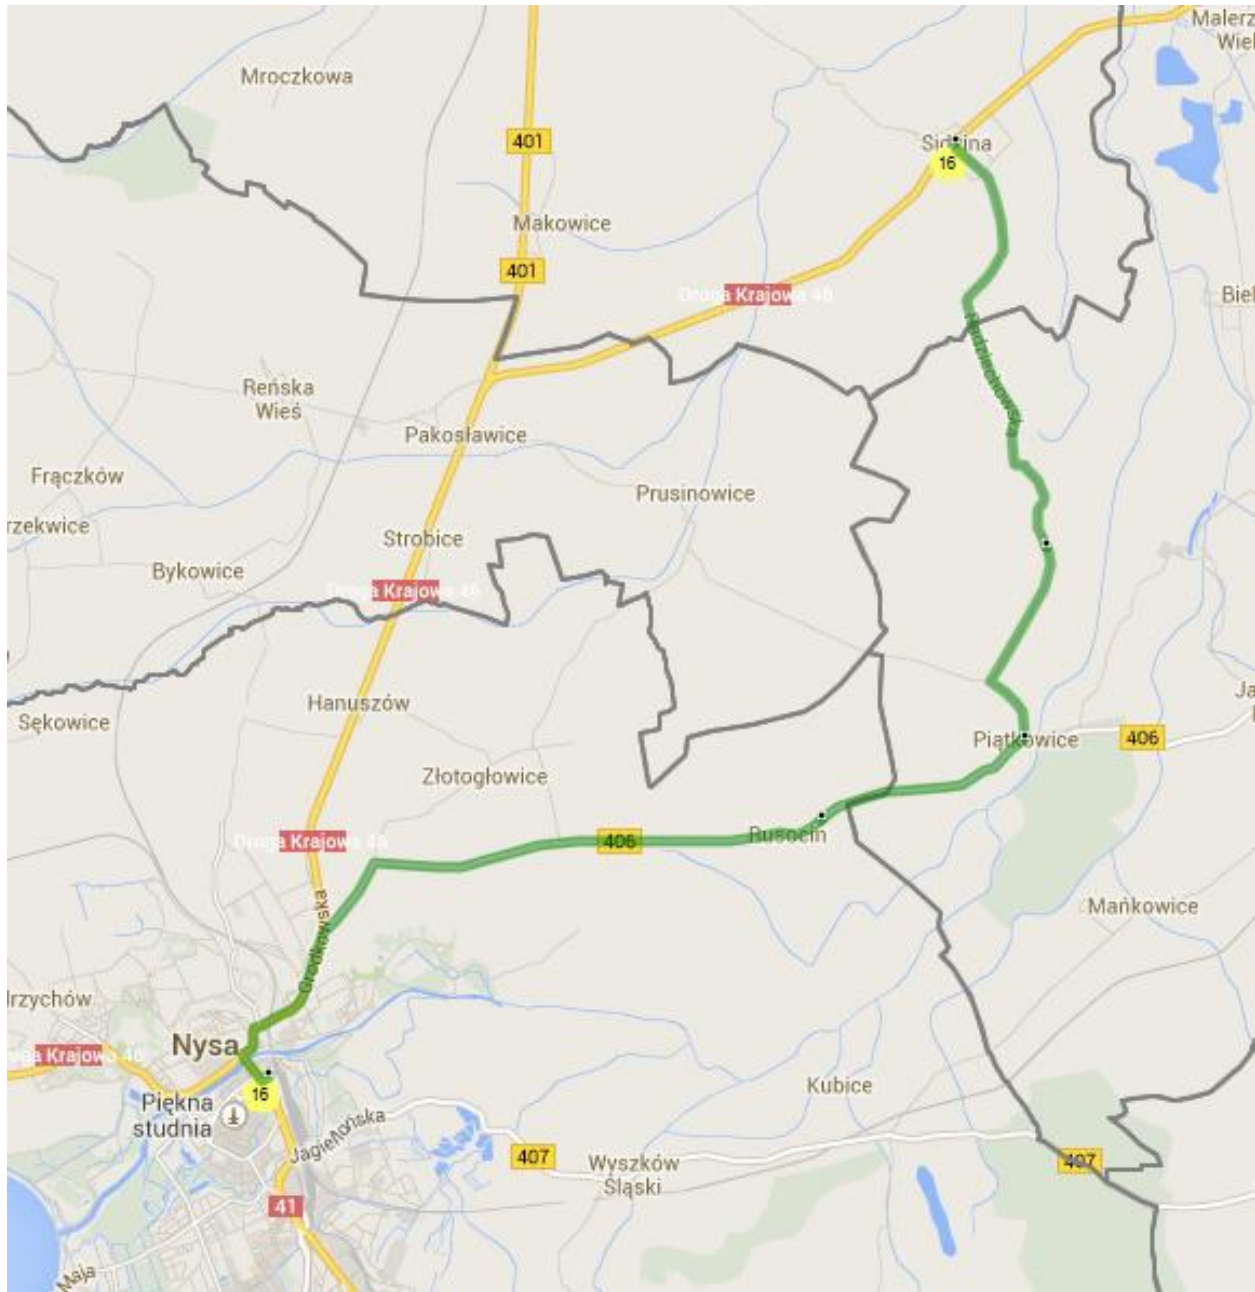 Malerz
Wiel
Mroczkowa
401
Sidzina
16
Makowice
401
Droga Krajowa 46
Biel
Niedziechowska
Reńska
Wieś
Pakosławice
Frączków
Prusinowice
rzekwice
Strobice
Bykowice
Droga Krajowa 46
Hanuszów
Ja
Sękowice
Piątkowice
406
Złotogłowice
Droga Krajowa 46
406
Rusocin
Grodkowska
Mańkowice
rzychów
Nysa
oga Krajowa 46
Kubice
16
Piękna
studnia
Jagiellońska
407
Wyszków
Śląski
407
41
Maja